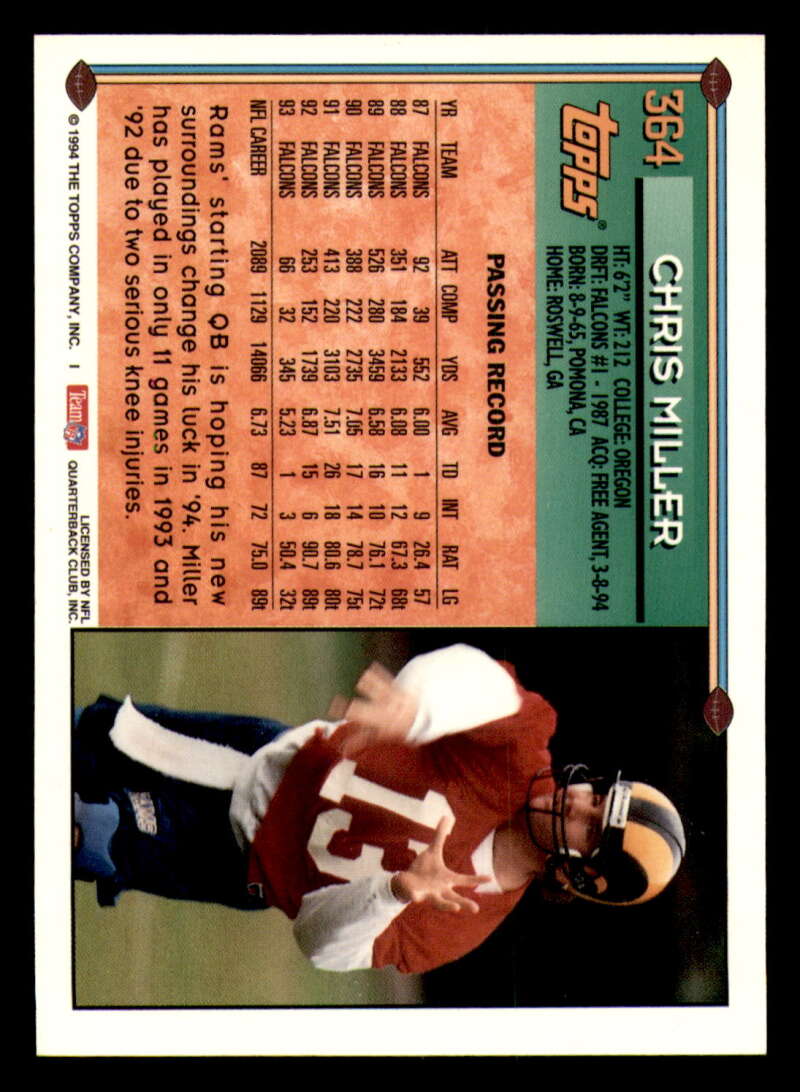 364
CHRIS MILLER
topps®
HT: 6'2" WT: 212 COLLEGE: OREGON
DRFT: FALCONS #1 - 1987 ACQ: FREE AGENT, 3-8-94
BORN: 8-9-65, POMONA, CA
HOME: ROSWELL, GA
PASSING RECORD
YR TEAM ATT COMP YDS AVG TD INT RAT LG
87 FALCONS 92 39 552 6.00 1 9 26.4 57
88 FALCONS 351 184 2133 6.08 11 12 67.3 68t
89 FALCONS 526 280 3459 6.58 16 10 76.1 72t
90 FALCONS 388 222 2735 7.05 17 14 78.7 75t
91 FALCONS 413 220 3103 7.51 26 18 80.6 80t
92 FALCONS 253 152 1739 6.87 15 6 90.7 89t
93 FALCONS 66 32 345 5.23 1 3 50.4 32t
NFL CAREER 2089 1129 14066 6.73 87 72 75.0 89t
Rams' starting QB is hoping his new
surroundings change his luck in '94. Miller
has played in only 11 games in 1993 and
'92 due to two serious knee injuries.
© 1994 THE TOPPS COMPANY, INC. I
Team NFL
LICENSED BY NFL
QUARTERBACK CLUB, INC.
13
RAMS